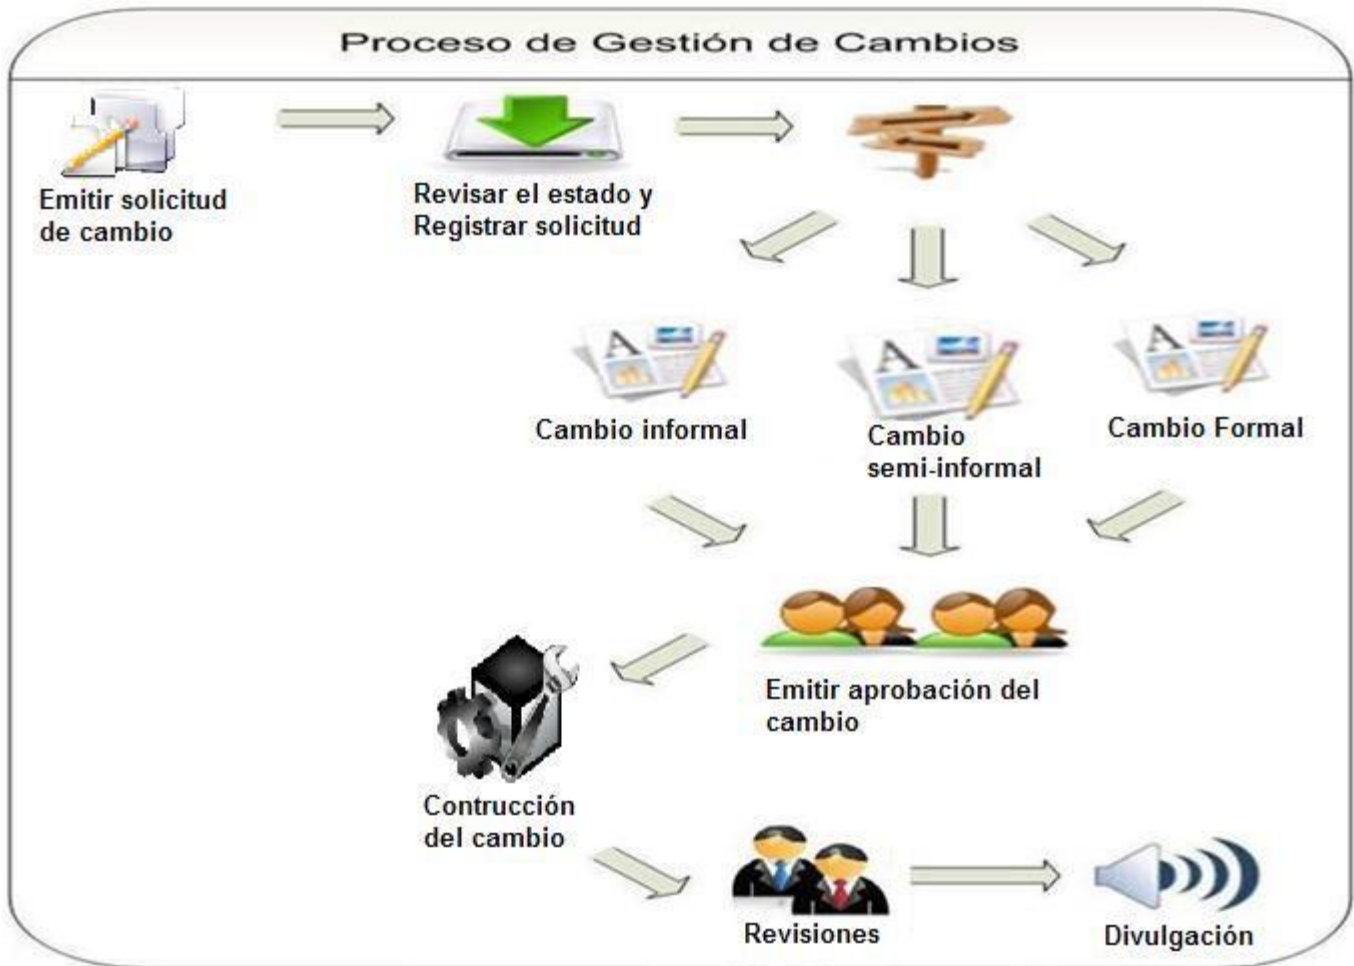 Proceso de Gestión de Cambios
Emitir solicitud
de cambio
Revisar el estado y
Registrar solicitud
Cambio informal
Cambio
semi-informal
Cambio Formal
Emitir aprobación del
cambio
Contrucción
del cambio
Revisiones
Divulgación